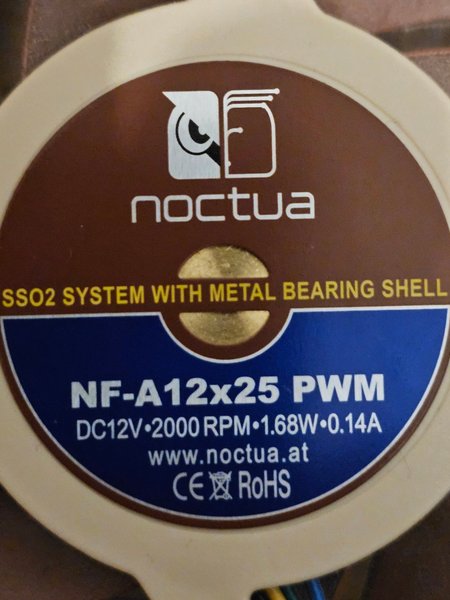 noctua
SSO2 SYSTEM WITH METAL BEARING SHELL
NF-A12x25 PWM
DC12V•2000 RPM•1.68W•0.14A
www.noctua.at
CE RoHS